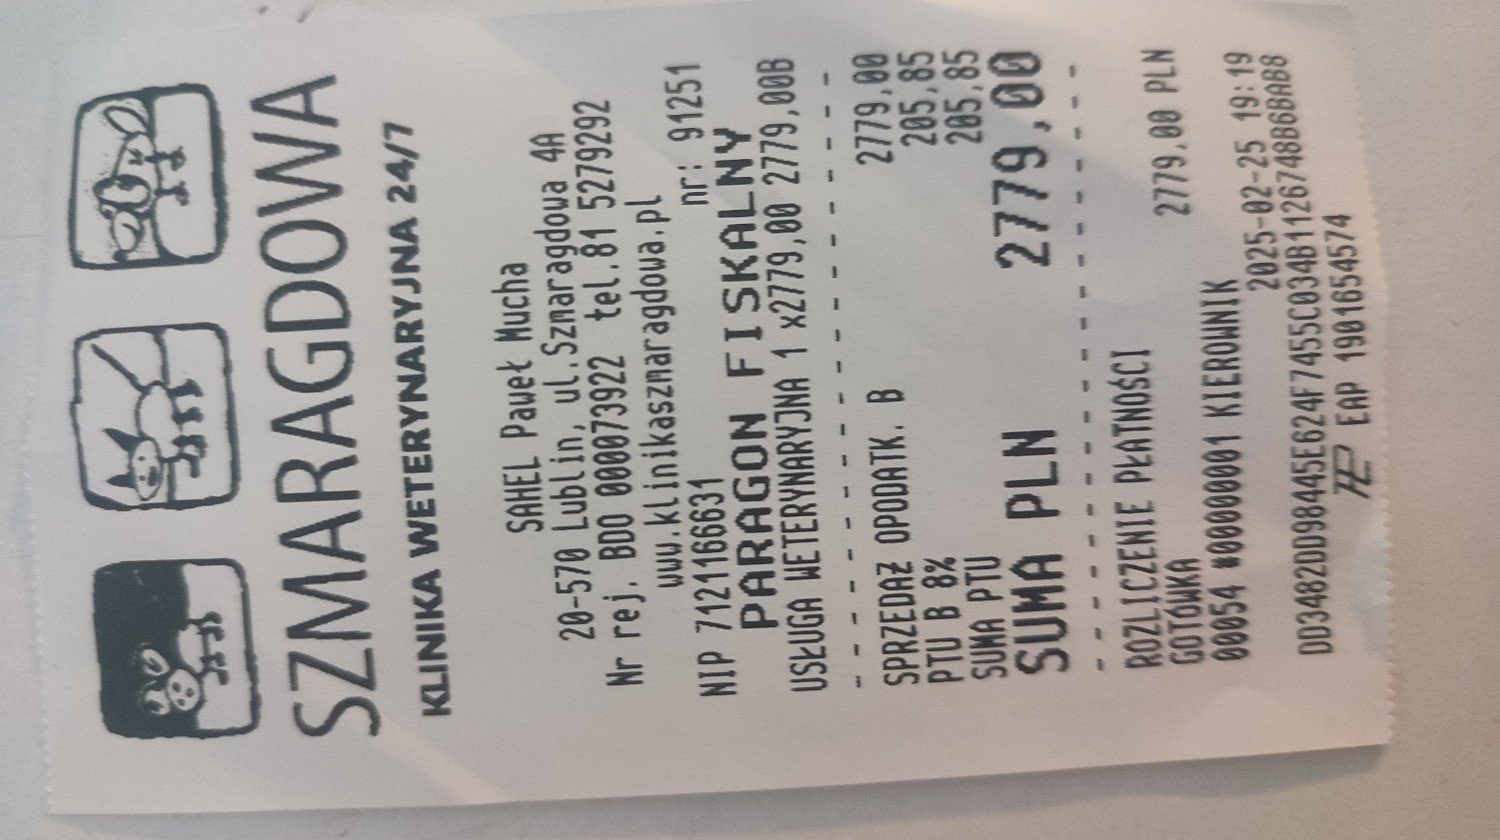 SZMARAGDOWA
KLINIKA WETERYNARYJNA 24/7
SAHEL Paweł Mucha
20-570 Lublin, ul.Szmaragdowa 4A
Nr rej. BDO 000073922 tel.81 5279292
www.klinikaszmaragdowa.pl
NIP 7121166631 nr: 91251
PARAGON FISKALNY
USŁUGA WETERYNARYJNA 1 x2779,00 2779,00B
SPRZEDAŻ OPODATK. B 2779,00
PTU B 8% 205,85
SUMA PTU 205,85
SUMA PLN 2779,00
ROZLICZENIE PŁATNOŚCI
GOTÓWKA 2779,00 PLN
00054 #00000001 KIEROWNIK
2025-02-25 19:19
DD3482DD98445E624F7455C034B1126748B6BAB8
EAP 1901654574